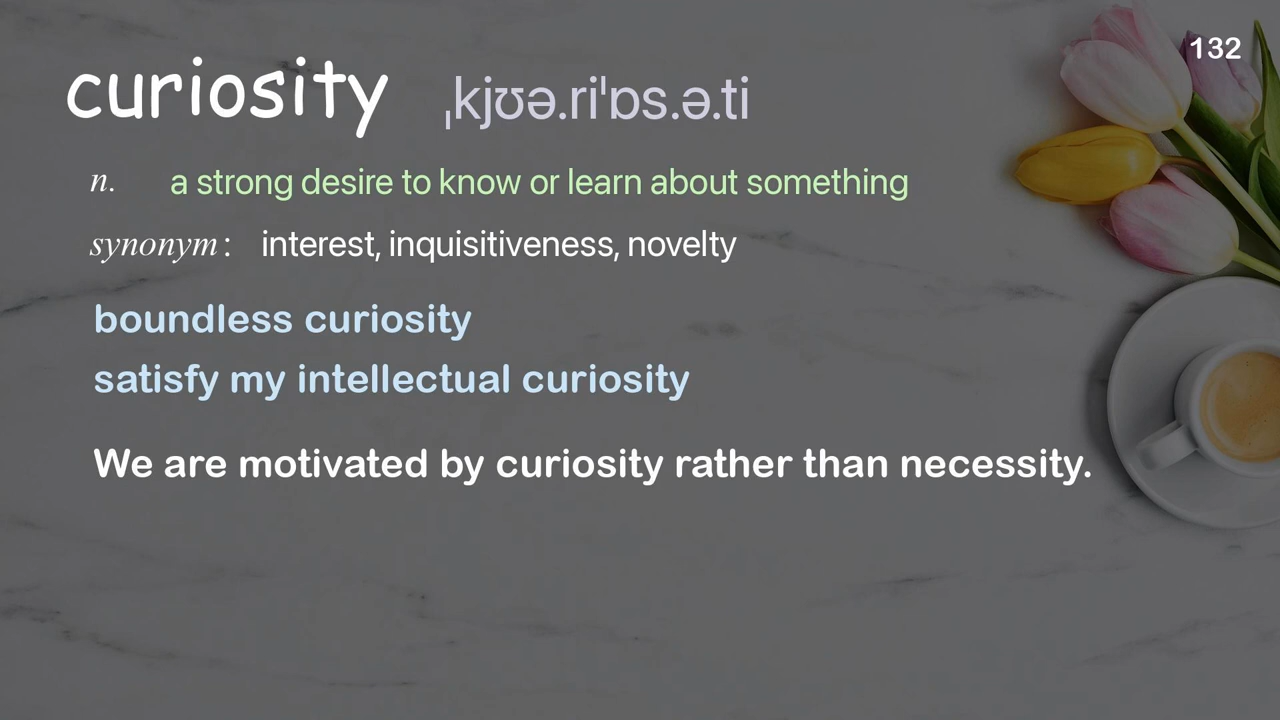 132
curiosity ˌkjʊə.riˈɒs.ə.ti
n. a strong desire to know or learn about something
synonym: interest, inquisitiveness, novelty
boundless curiosity
satisfy my intellectual curiosity
We are motivated by curiosity rather than necessity.